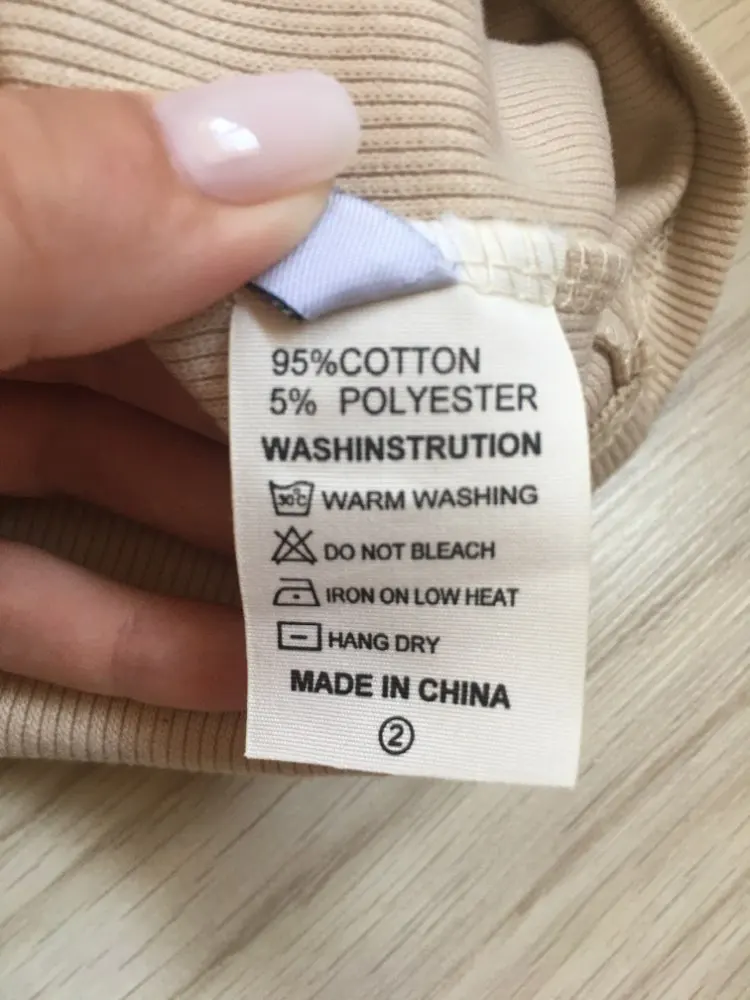 95%COTTON
5% POLYESTER
WASHINSTRUTION
30℃ WARM WASHING
DO NOT BLEACH
IRON ON LOW HEAT
HANG DRY
MADE IN CHINA
②